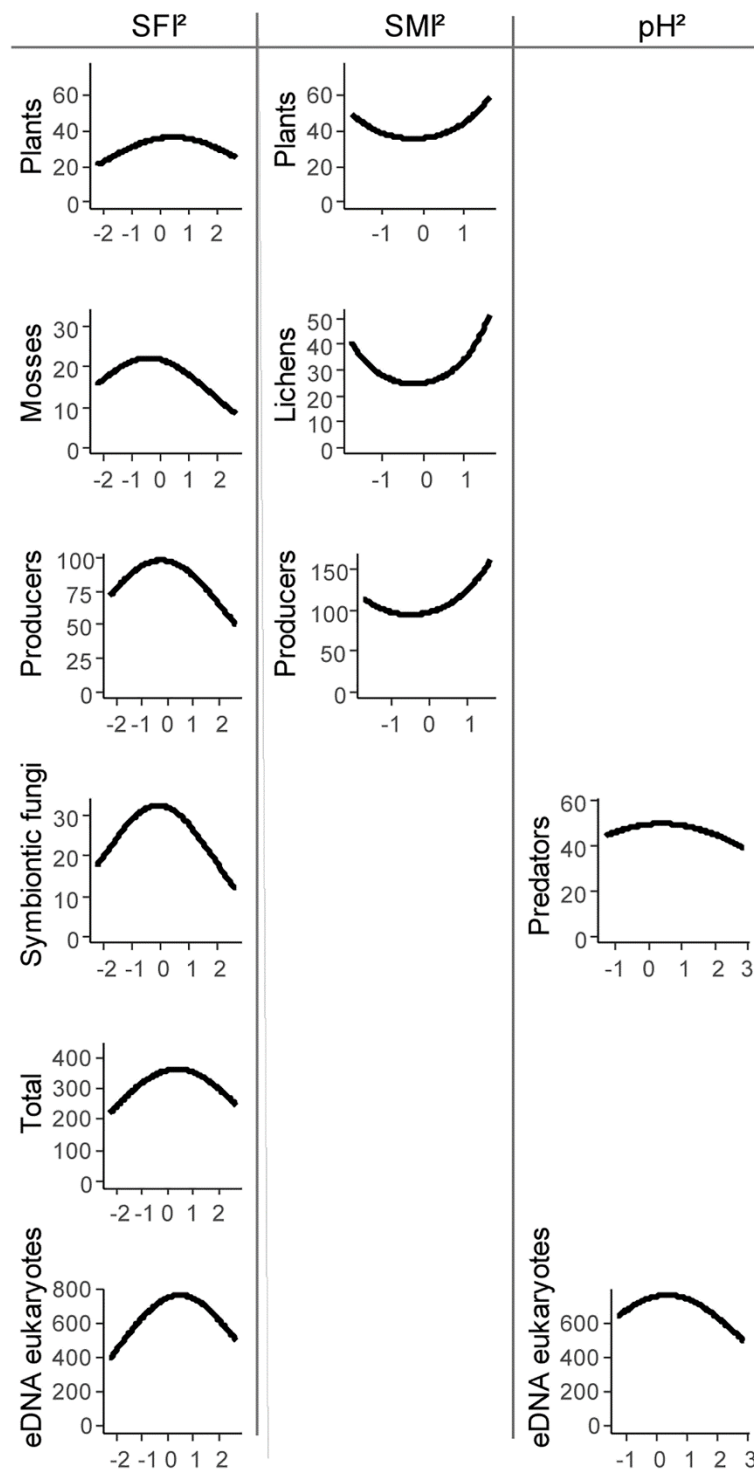 SFI² SMI² pH²
Plants
60
40
20
0
-2 -1 0 1 2
Plants
60
40
20
0
-1 0 1
Mosses
30
20
10
0
-2 -1 0 1 2
Lichens
50
40
30
20
10
0
-1 0 1
Producers
100
75
50
25
0
-2 -1 0 1 2
Producers
150
100
50
0
-1 0 1
Symbiontic fungi
30
20
10
0
-2 -1 0 1 2
Predators
60
40
20
0
-1 0 1 2 3
Total
400
300
200
100
0
-2 -1 0 1 2
eDNA eukaryotes
800
600
400
200
0
-2 -1 0 1 2
eDNA eukaryotes
600
400
200
0
-1 0 1 2 3